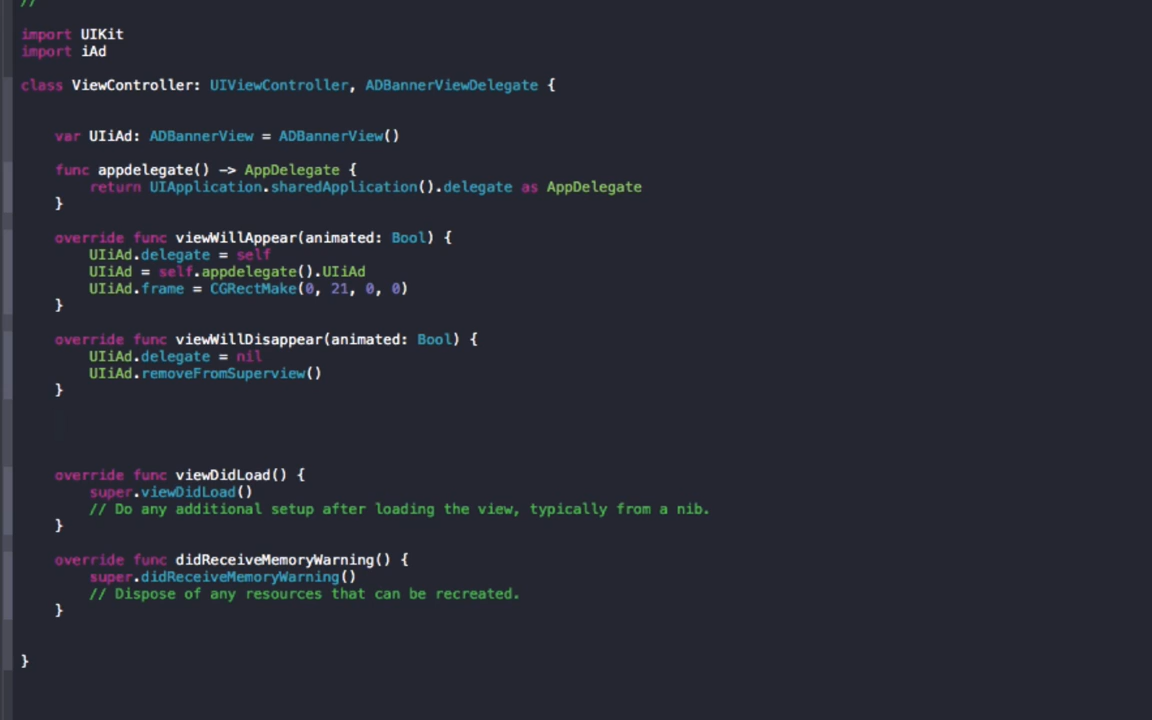 //
import UIKit
import iAd
class ViewController: UIViewController, ADBannerViewDelegate {
var UIiAd: ADBannerView = ADBannerView()
func appdelegate() -> AppDelegate {
return UIApplication.sharedApplication().delegate as AppDelegate
}
override func viewWillAppear(animated: Bool) {
UIiAd.delegate = self
UIiAd = self.appdelegate().UIiAd
UIiAd.frame = CGRectMake(0, 21, 0, 0)
}
override func viewWillDisappear(animated: Bool) {
UIiAd.delegate = nil
UIiAd.removeFromSuperview()
}
override func viewDidLoad() {
super.viewDidLoad()
// Do any additional setup after loading the view, typically from a nib.
}
override func didReceiveMemoryWarning() {
super.didReceiveMemoryWarning()
// Dispose of any resources that can be recreated.
}
}